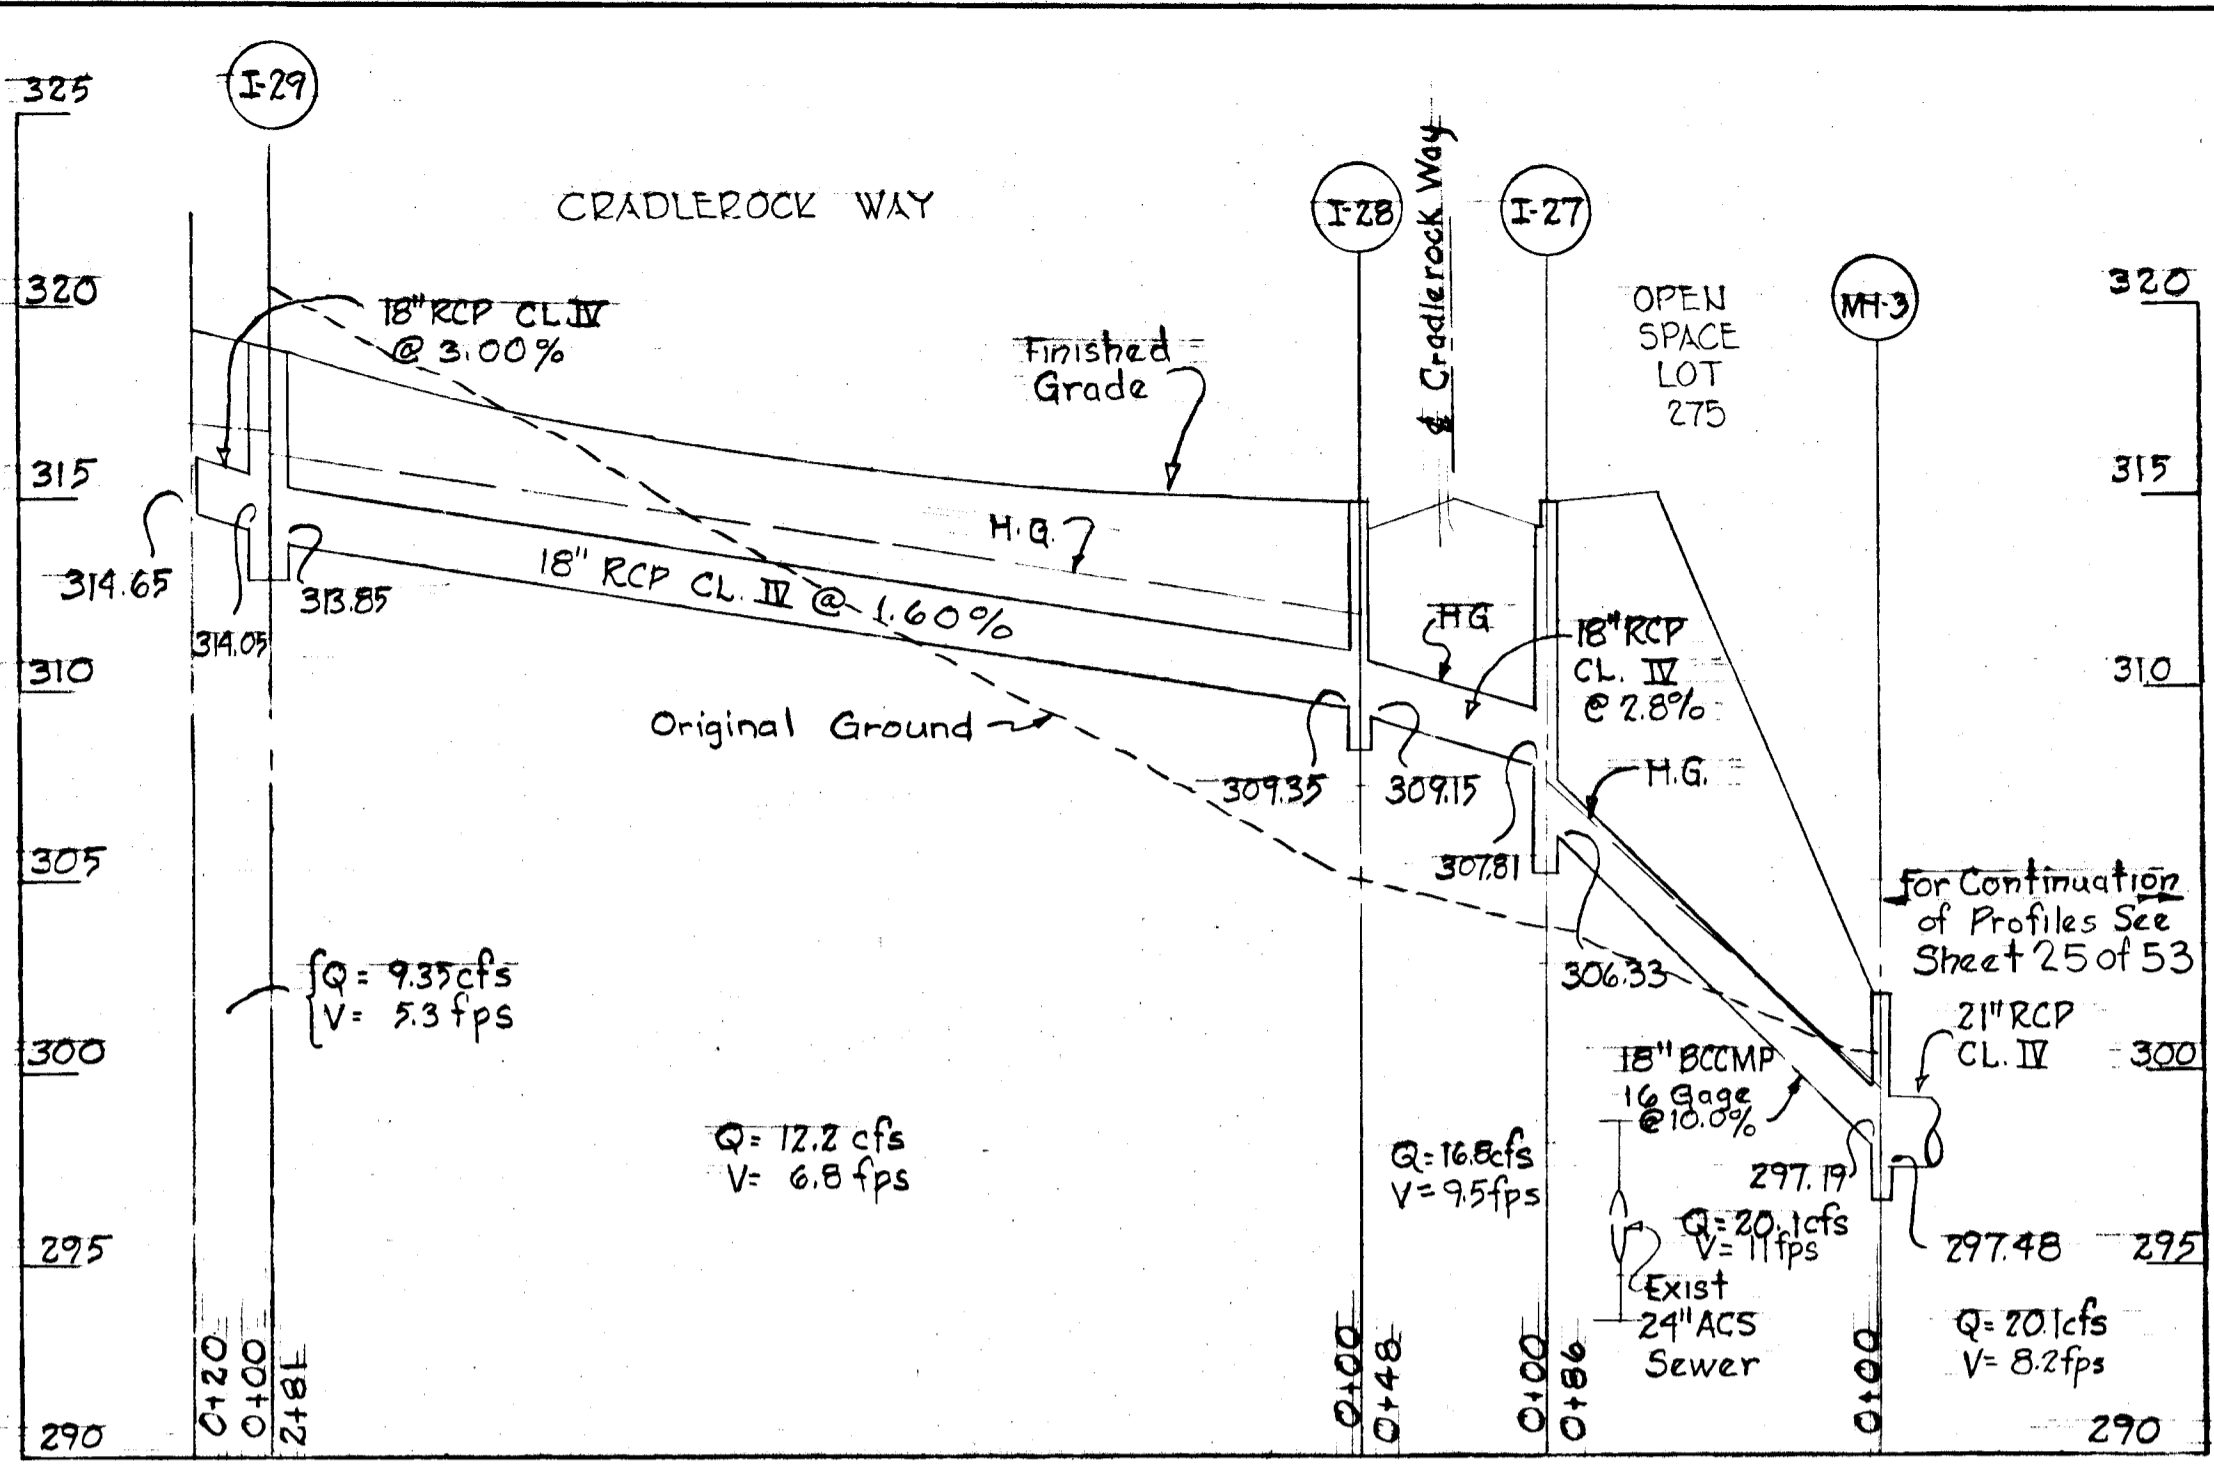 325
I-29
CRADLEROCK WAY
I-28
₵ Cradlerock Way
I-27
320
18" RCP CL. IV
@ 3.00%
Finished
Grade
OPEN
SPACE
LOT
275
MH-3
320
315
315
H.G.
314.65
314.05
313.85
18" RCP CL. IV @ 1.60%
HG
18" RCP
CL. IV
@ 2.8%
310
310
Original Ground
309.35
309.15
H.G.
305
307.81
306.33
for Continuation
of Profiles See
Sheet 25 of 53
Q = 9.35 cfs
V = 5.3 fps
21" RCP
CL. IV
300
300
18" BCCMP
16 Gage
@ 10.0%
Q = 12.2 cfs
V = 6.8 fps
Q = 16.8 cfs
V = 9.5 fps
297.19
Q = 20.1 cfs
V = 11 fps
297.48
295
295
Exist
24" ACS
Sewer
Q = 20.1 cfs
V = 8.2 fps
290
0+20
0+00
2+81
0+00
0+48
0+00
0+86
0+00
290